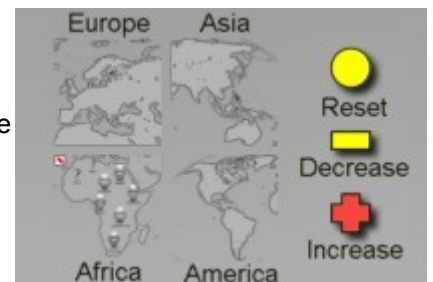 Europe Asia
e
Reset
Decrease
Increase
Africa America